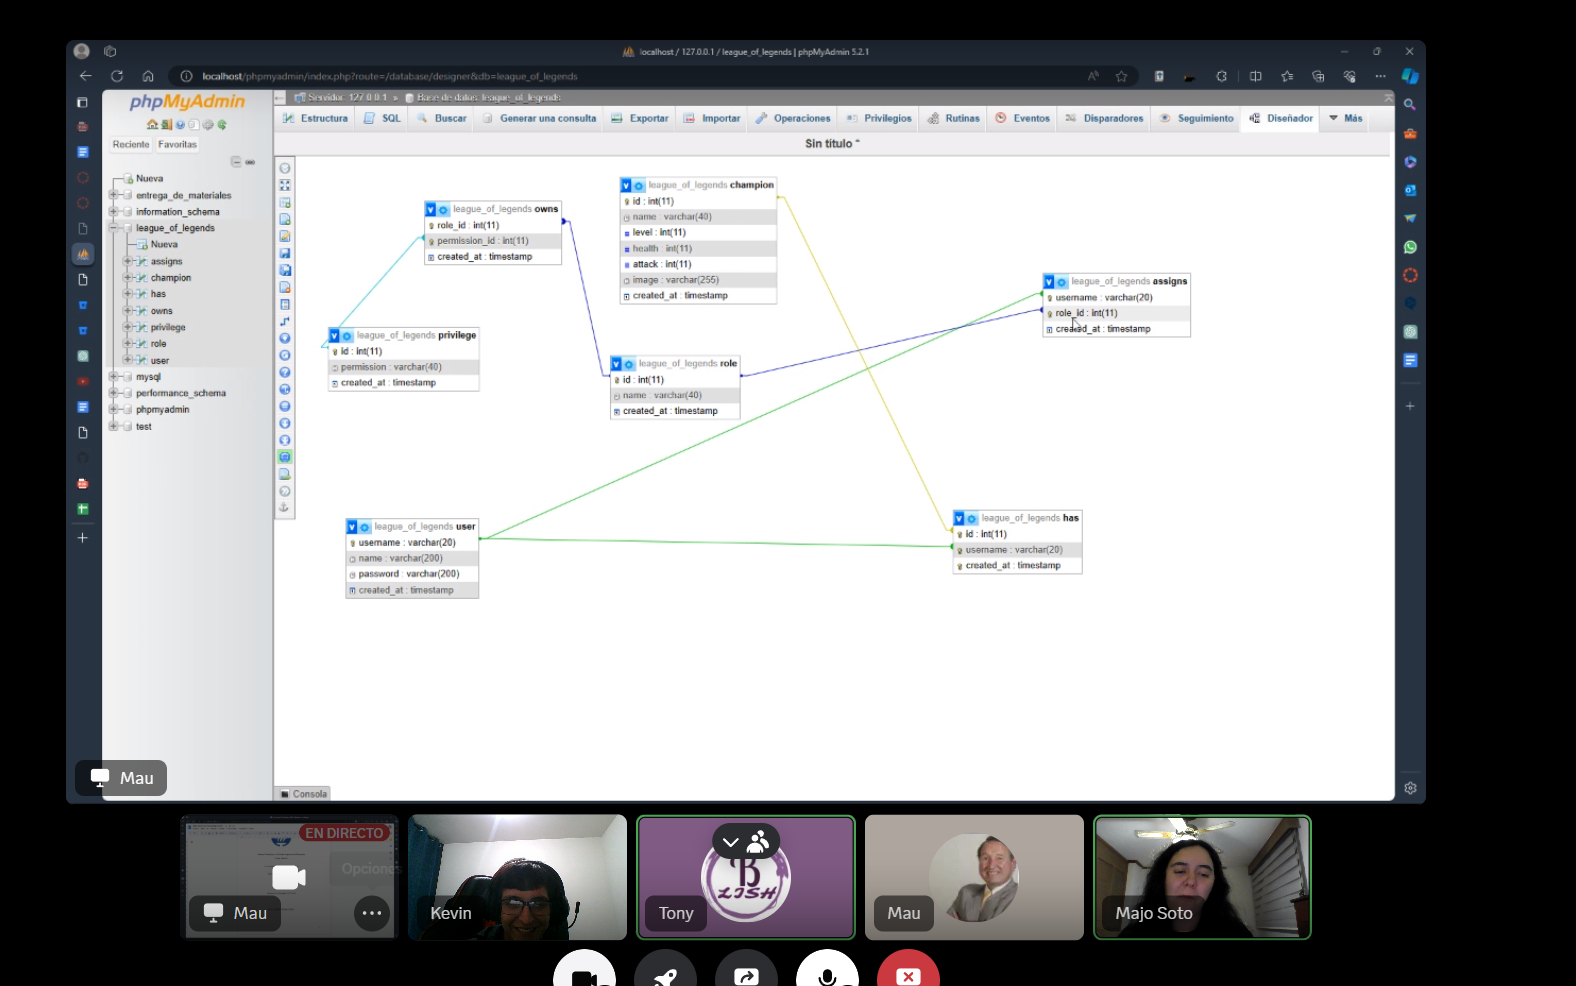 localhost / 127.0.0.1 / league_of_legends | phpMyAdmin 5.2.1
localhost/phpmyadmin/index.php?route=/database/designer&db=league_of_legends
phpMyAdmin
Reciente Favoritas
Nueva
entrega_de_materiales
information_schema
league_of_legends
Nueva
assigns
champion
has
owns
privilege
role
user
mysql
performance_schema
phpmyadmin
test
Servidor: 127.0.0.1 » Base de datos: league_of_legends
Estructura SQL Buscar Generar una consulta Exportar Importar Operaciones Privilegios Rutinas Eventos Disparadores Seguimiento Diseñador Más
Sin título *
league_of_legends owns
role_id : int(11)
permission_id : int(11)
created_at : timestamp
league_of_legends champion
id : int(11)
name : varchar(40)
level : int(11)
health : int(11)
attack : int(11)
image : varchar(255)
created_at : timestamp
league_of_legends assigns
username : varchar(20)
role_id : int(11)
created_at : timestamp
league_of_legends privilege
id : int(11)
permission : varchar(40)
created_at : timestamp
league_of_legends role
id : int(11)
name : varchar(40)
created_at : timestamp
league_of_legends user
username : varchar(20)
name : varchar(200)
password : varchar(200)
created_at : timestamp
league_of_legends has
id : int(11)
username : varchar(20)
created_at : timestamp
Consola
Mau
EN DIRECTO
Opciones
Mau
Kevin
B
LISH
Tony
Mau
Majo Soto